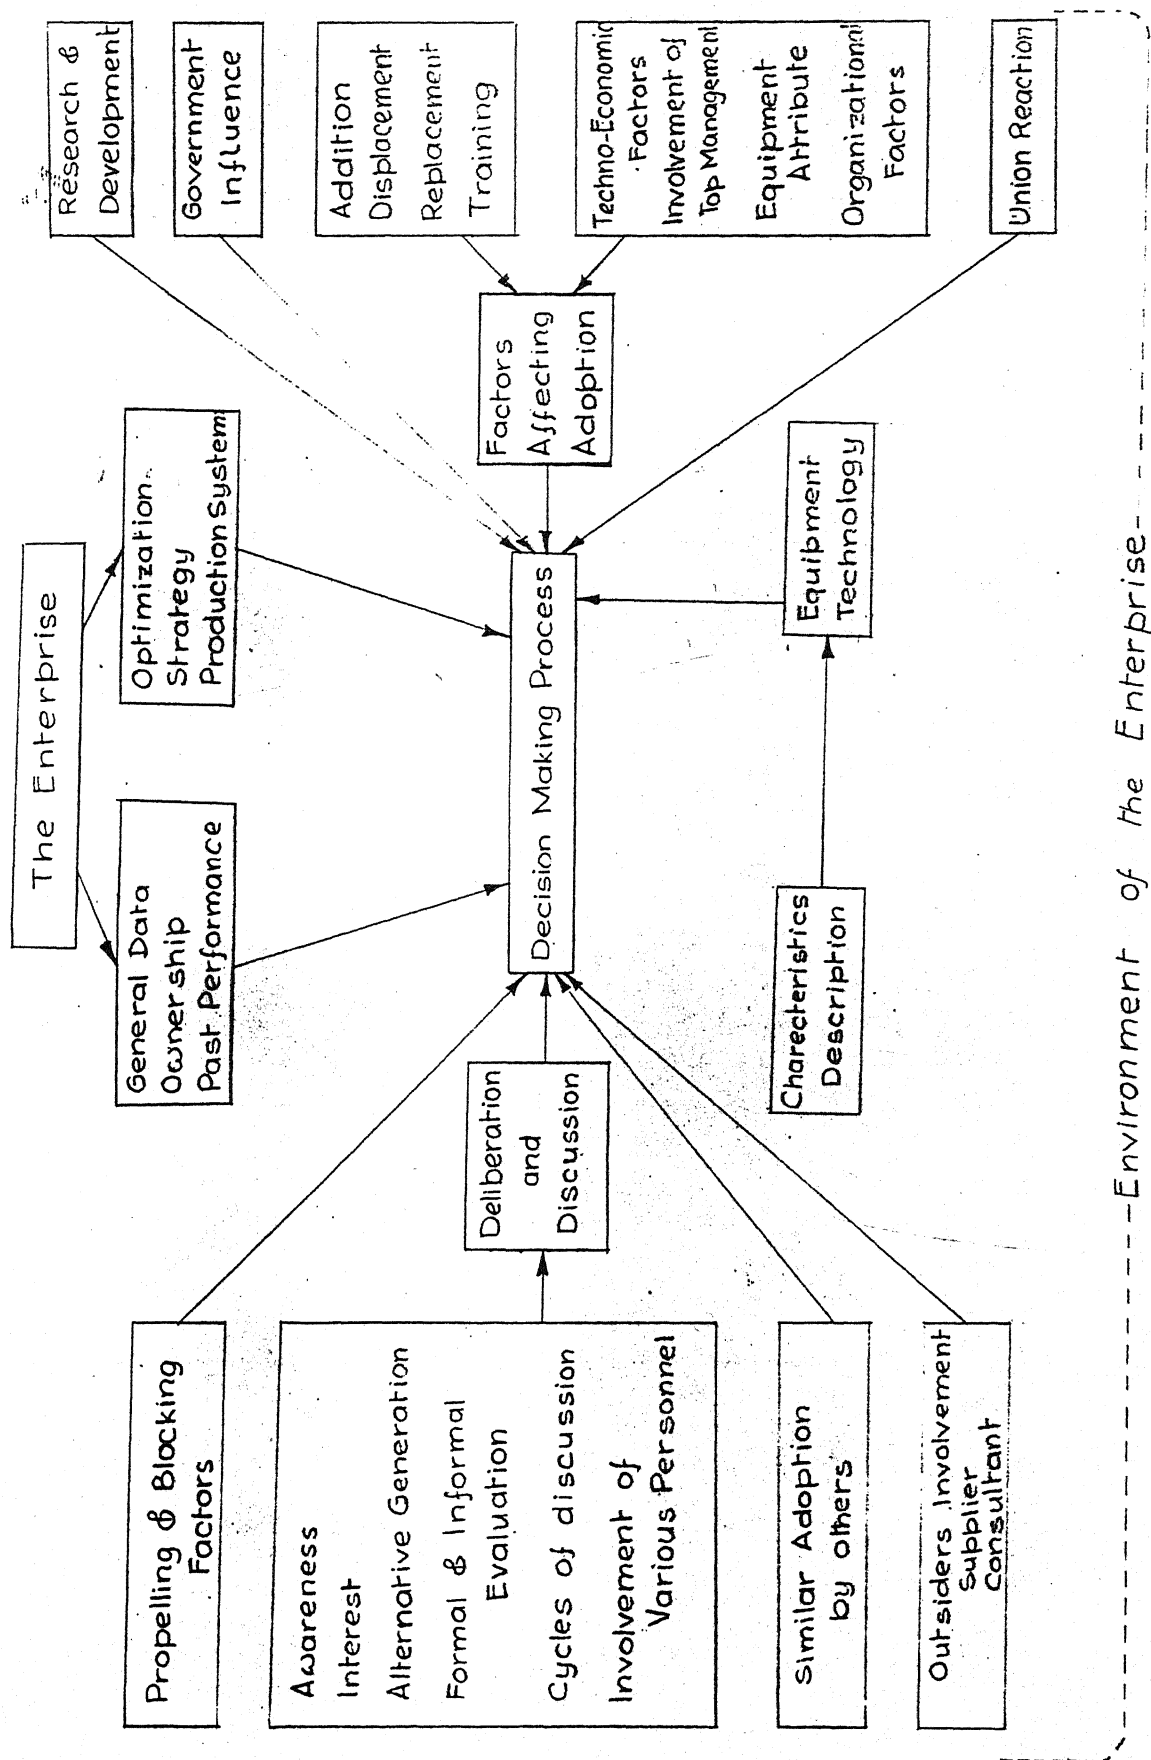 The Enterprise
General Data
Ownership
Past Performance
Optimization
Strategy
Production System
Propelling & Blocking
Factors
Awareness
Interest
Alternative Generation
Formal & Informal
Evaluation
Cycles of discussion
Involvement of
Various Personnel
Similar Adoption
by others
Outsiders Involvement
Supplier
Consultant
Deliberation
and
Discussion
Decision Making Process
Charecteristics
Description
Equipment
Technology
Factors
Affecting
Adoption
Research &
Development
Government
Influence
Addition
Displacement
Replacement
Training
Techno-Economic
Factors
Involvement of
Top Management
Equipment
Attribute
Organizational
Factors
Union Reaction
Environment of the Enterprise